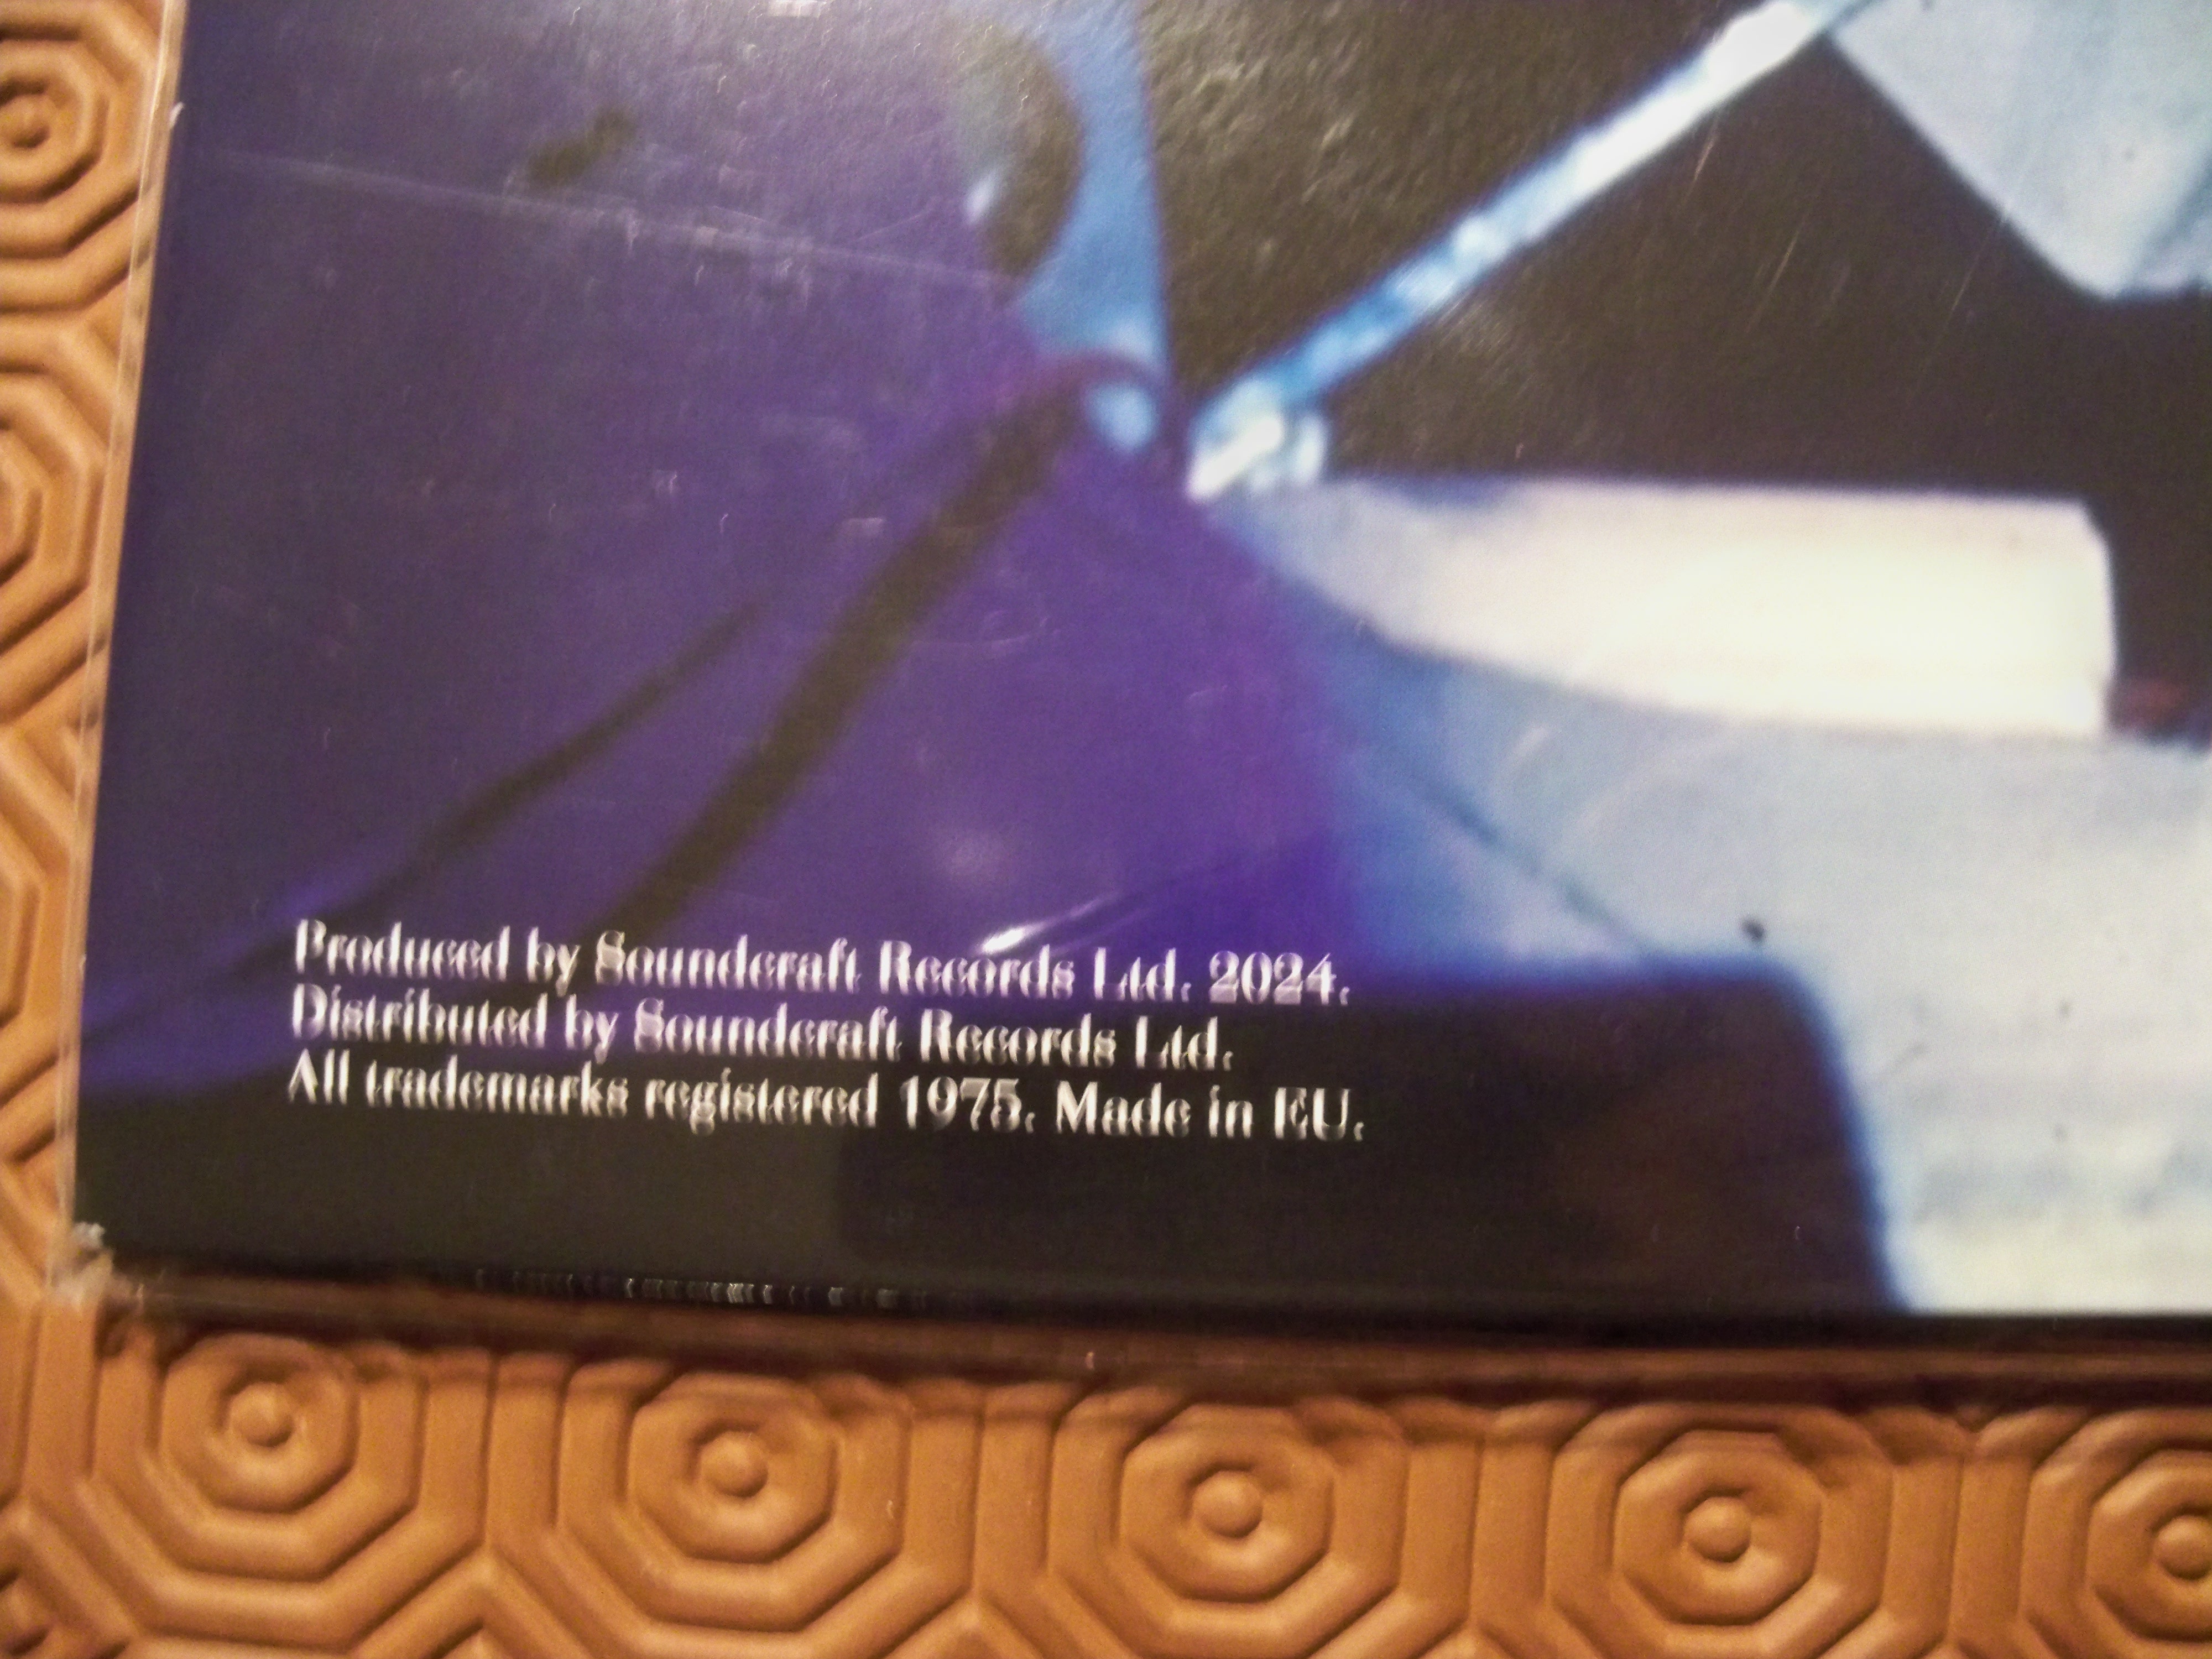 Produced by Soundcraft Records Ltd. 2024.
Distributed by Soundcraft Records Ltd.
All trademarks registered 1975. Made in EU.